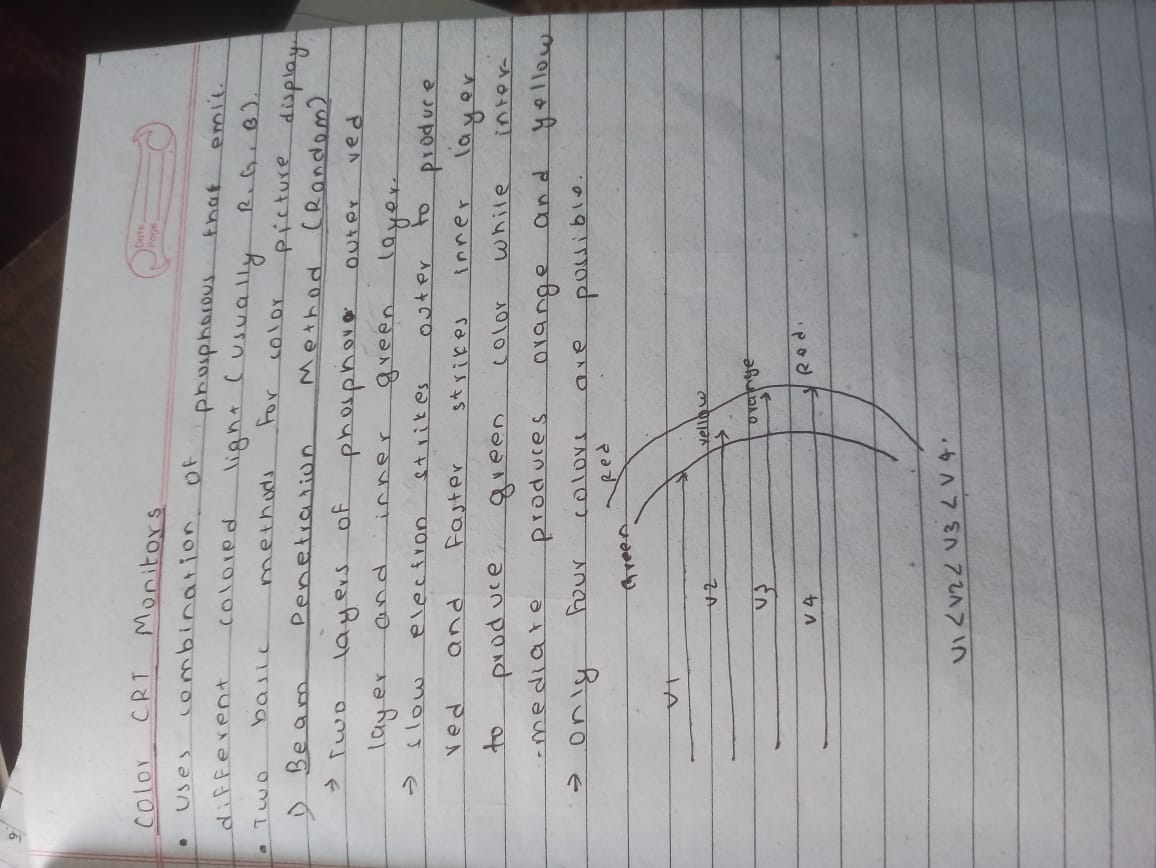 Date
Page
Color CRT Monitors
• Uses combination of phosphorous that emit.
different colored light (usually R.G.B).
• Two basic methods for color picture display
1) Beam Penetration Method (Random)
→ Two layers of phosphor outer red
layer and inner green layer.
→ slow electron strikes outer to produce
red and faster strikes inner layer
to produce green color while inter-
-mediate produces orange and yellow
→ only four colors are possible.
Green
Red
V1
V2
yellow
V3
orange
V4
Red.
V1 < V2 < V3 < V4.